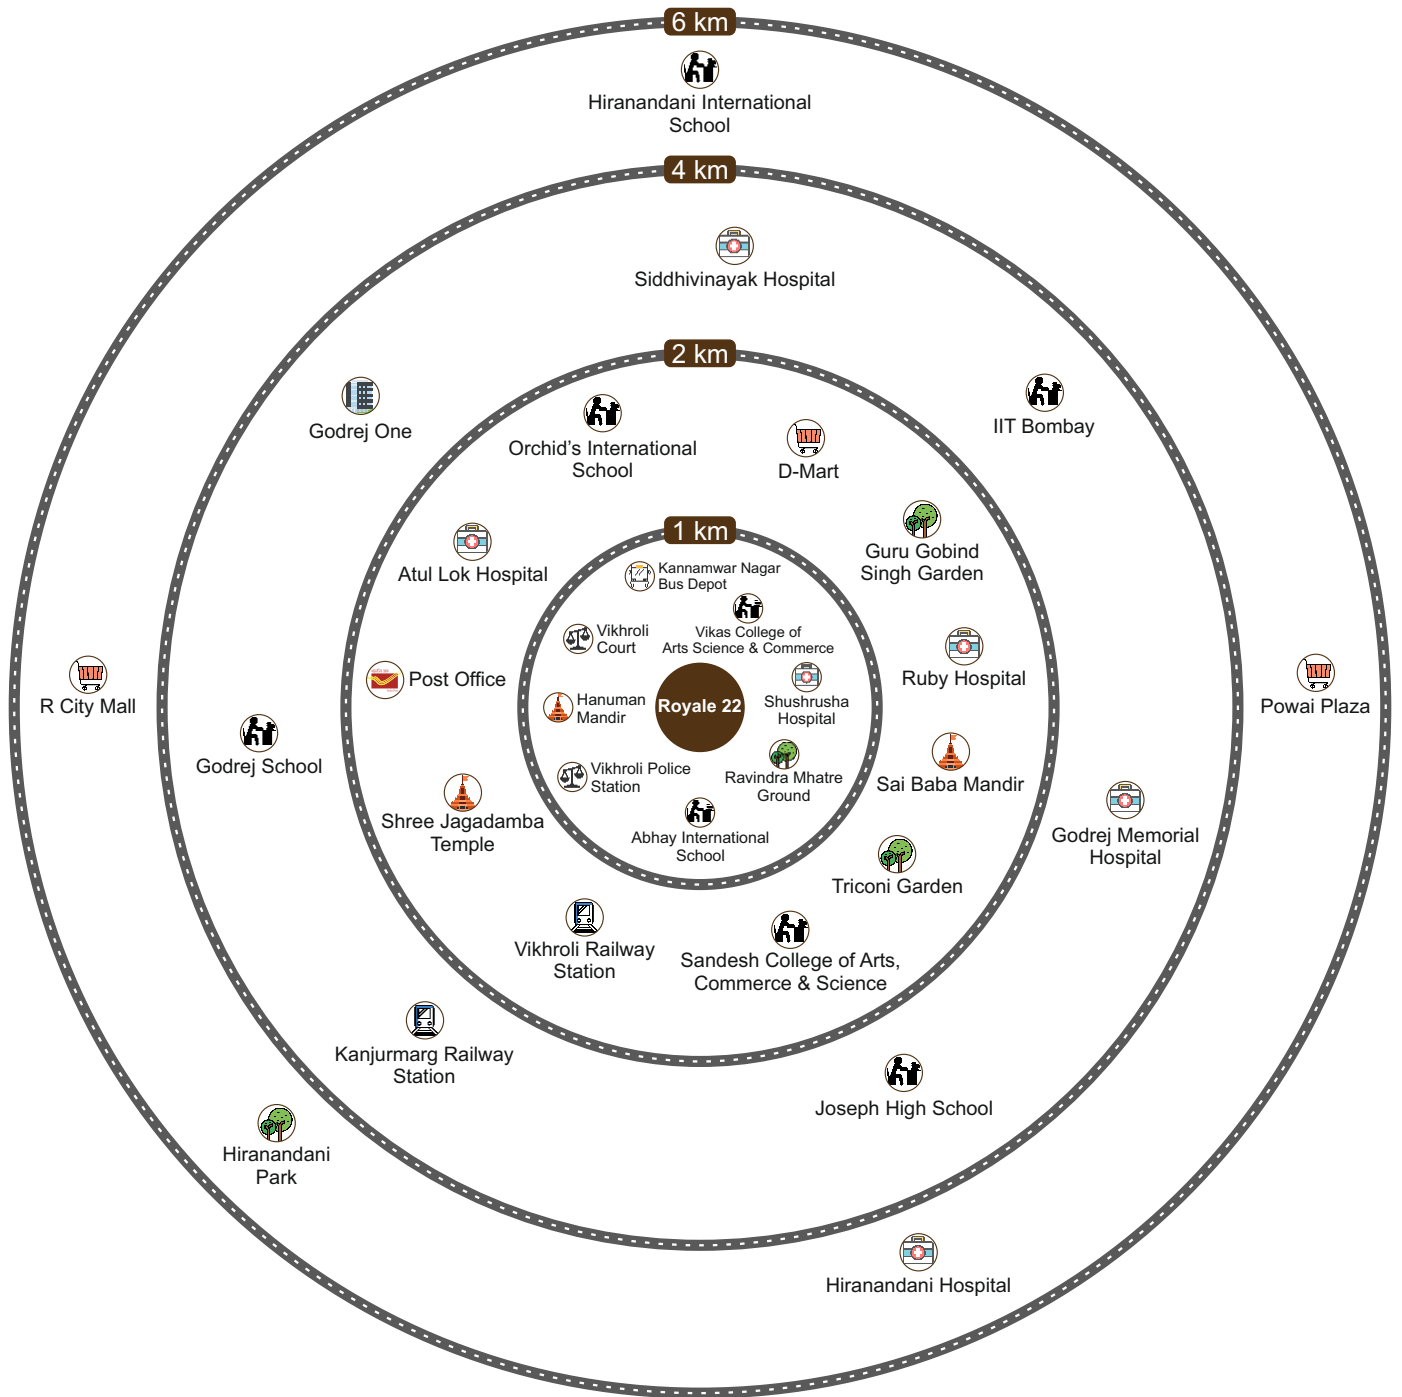 6 km
Hiranandani International
School
4 km
Siddhivinayak Hospital
2 km
Godrej One
IIT Bombay
Orchid's International
School
D-Mart
1 km
Atul Lok Hospital
Guru Gobind
Singh Garden
Kannamwar Nagar
Bus Depot
Vikhroli
Court
Vikas College of
Arts Science & Commerce
Post Office
Ruby Hospital
R City Mall
Powai Plaza
Hanuman
Mandir
Royale 22
Shushrusha
Hospital
Godrej School
Vikhroli Police
Station
Ravindra Mhatre
Ground
Sai Baba Mandir
Shree Jagadamba
Temple
Abhay International
School
Godrej Memorial
Hospital
Triconi Garden
Vikhroli Railway
Station
Sandesh College of Arts,
Commerce & Science
Kanjurmarg Railway
Station
Joseph High School
Hiranandani
Park
Hiranandani Hospital